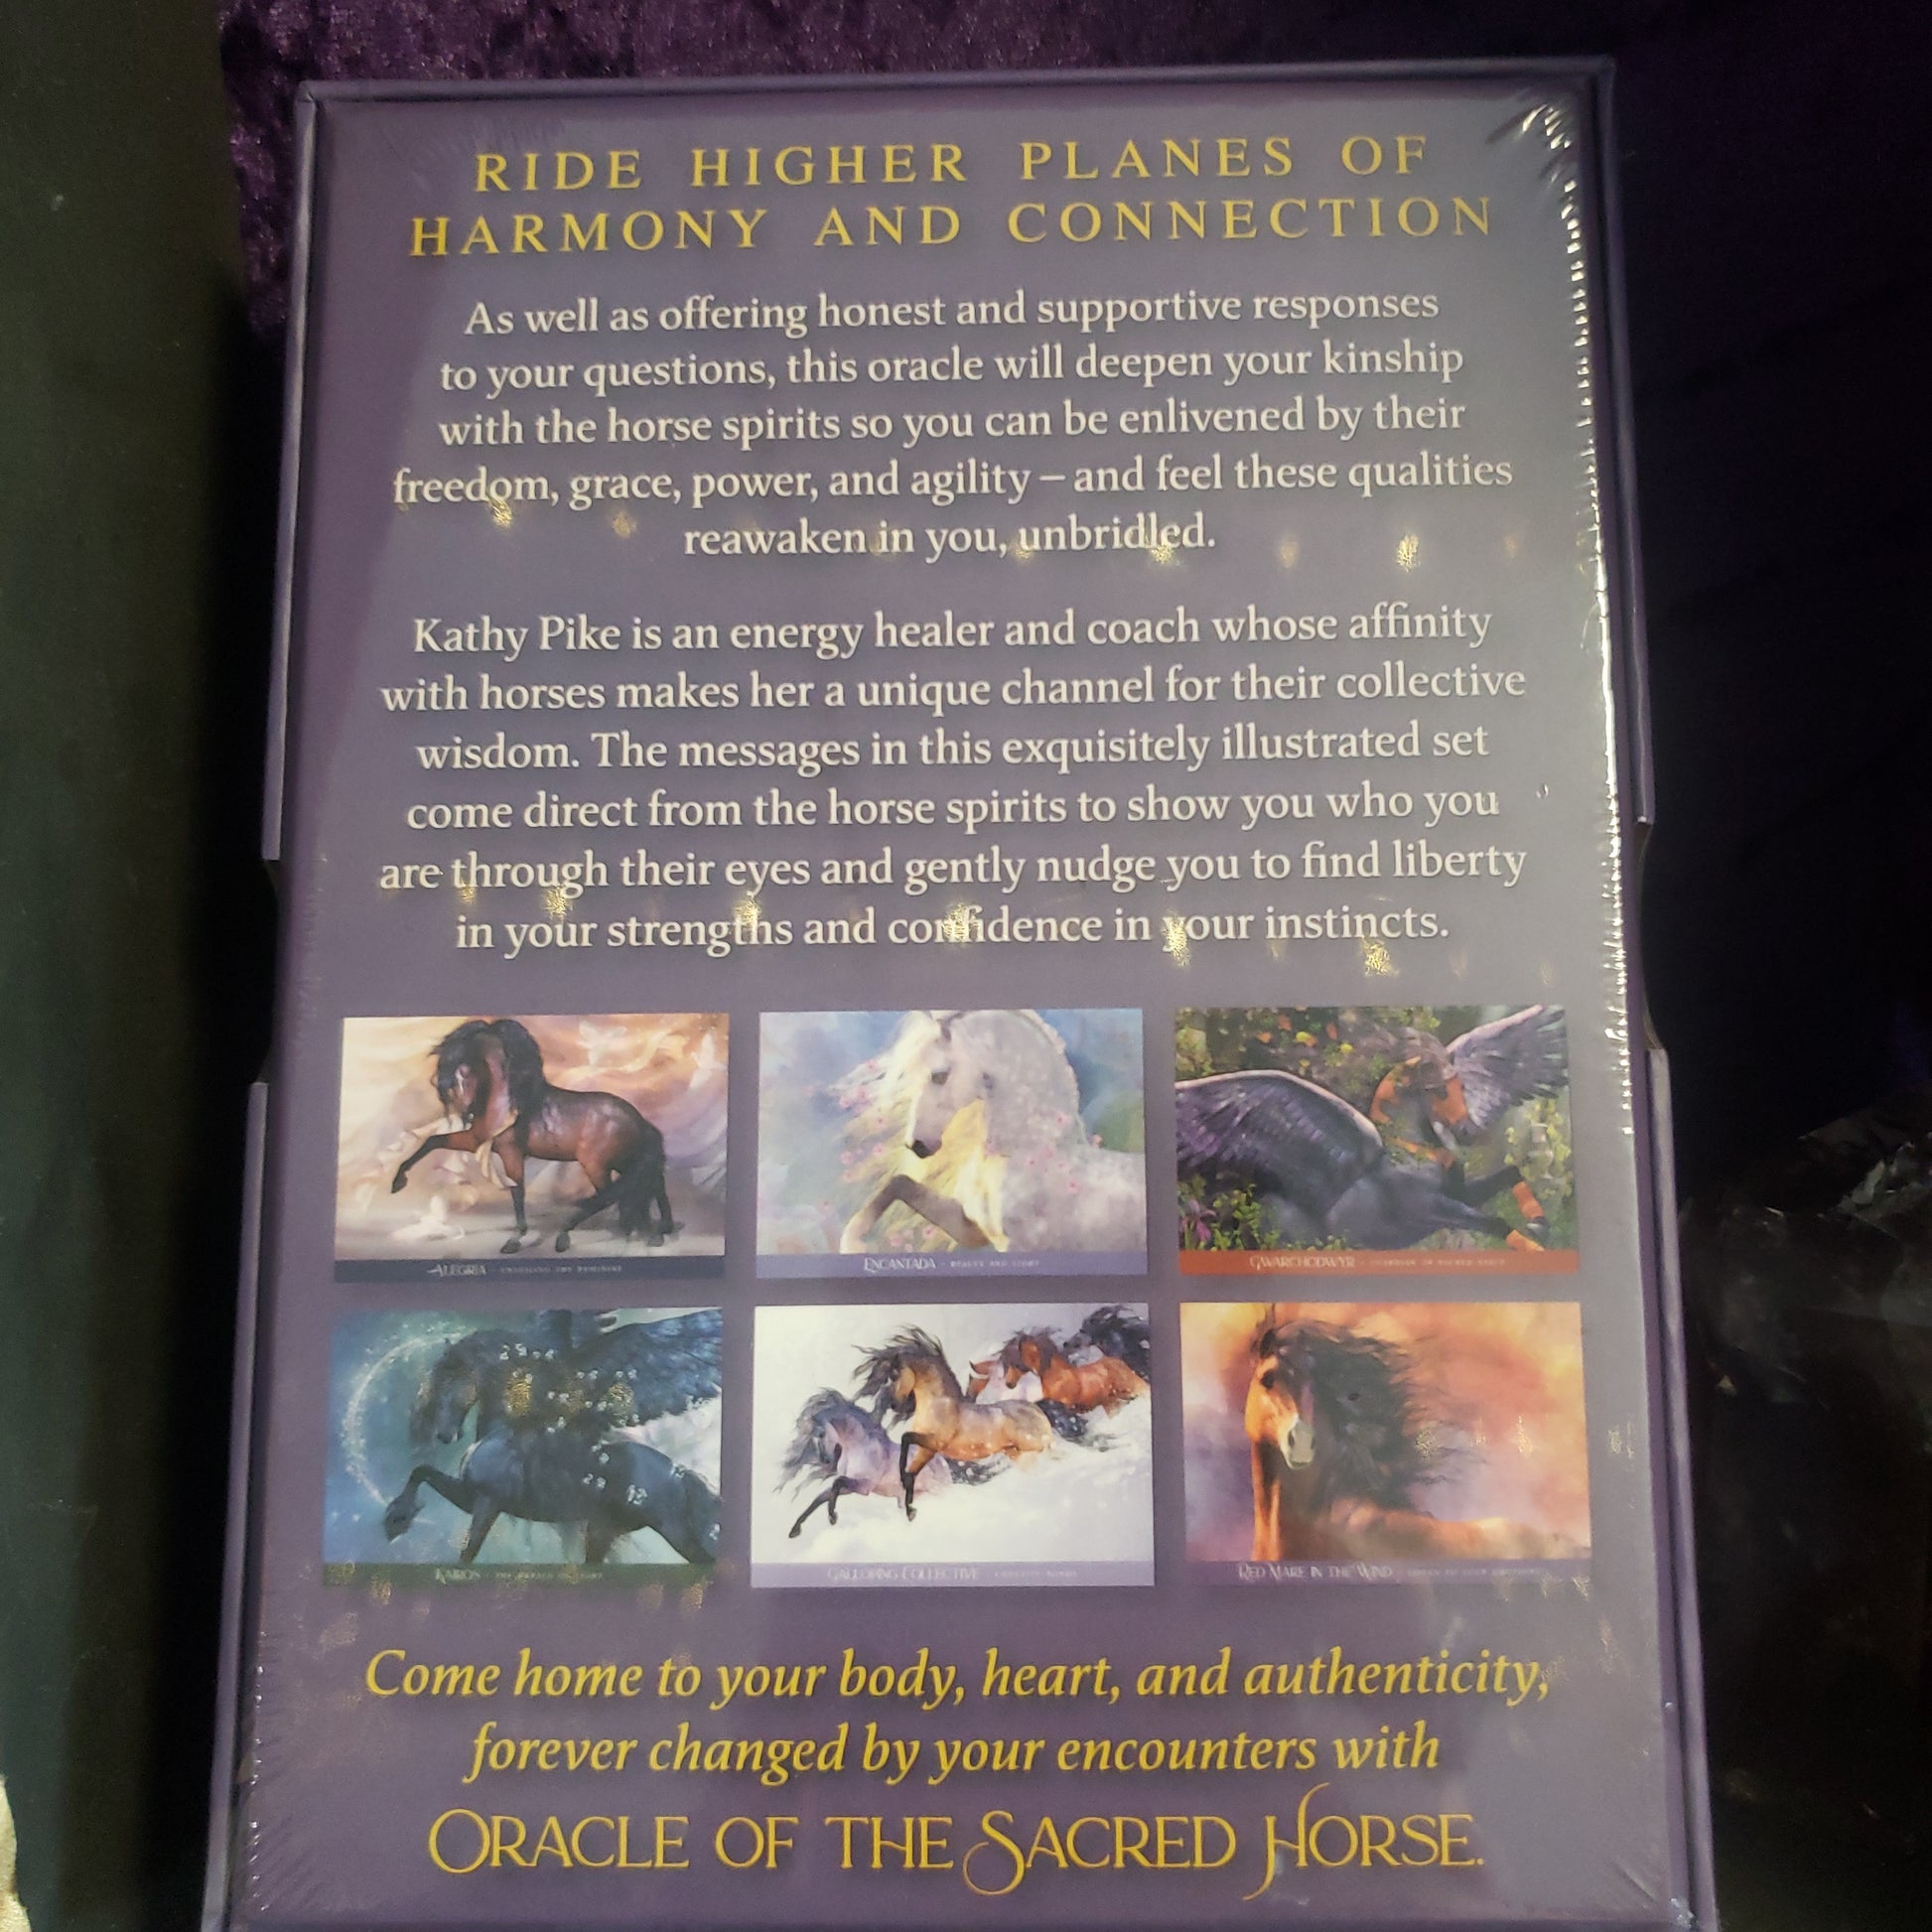 RIDE HIGHER PLANES OF
HARMONY AND CONNECTION
As well as offering honest and supportive responses
to your questions, this oracle will deepen your kinship
with the horse spirits so you can be enlivened by their
freedom, grace, power, and agility – and feel these qualities
reawaken in you, unbridled.
Kathy Pike is an energy healer and coach whose affinity
with horses makes her a unique channel for their collective
wisdom. The messages in this exquisitely illustrated set
come direct from the horse spirits to show you who you
are through their eyes and gently nudge you to find liberty
in your strengths and confidence in your instincts.
ALEGRIA
ENCANTADA
GWARCHODWYR
KAIROS
GALLOPING COLLECTIVE
RED MARE IN THE WIND
Come home to your body, heart, and authenticity,
forever changed by your encounters with
ORACLE OF THE SACRED HORSE.